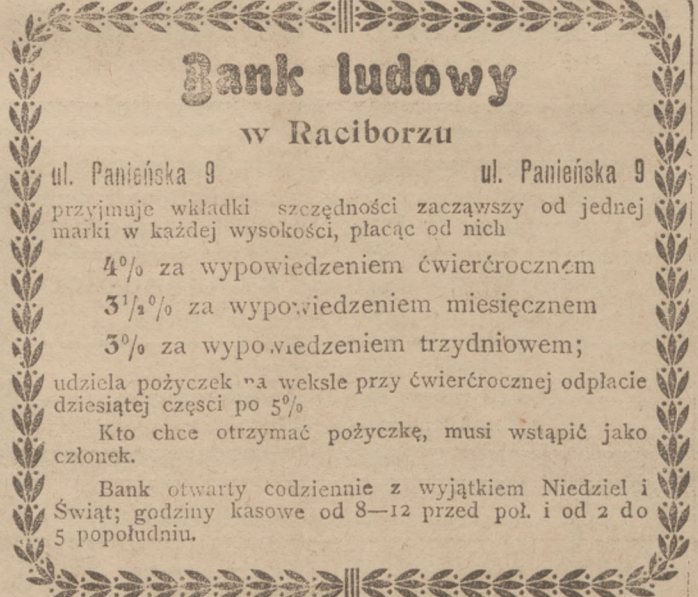 Bank ludowy
w Raciborzu
ul. Panieńska 9 ul. Panieńska 9
przyjmuje wkładki szczędności zacząwszy od jednej
marki w każdej wysokości, płacąc od nich
4% za wypowiedzeniem ćwierćrocznem
3½% za wypowiedzeniem miesięcznem
3% za wypowiedzeniem trzydniowem;
udziela pożyczek na weksle przy ćwierćrocznej odpłacie
dziesiątej części po 5%
Kto chce otrzymać pożyczkę, musi wstąpić jako
członek.
Bank otwarty codziennie z wyjątkiem Niedziel i
Świąt; godziny kasowe od 8—12 przed poł. i od 2 do
5 popołudniu.